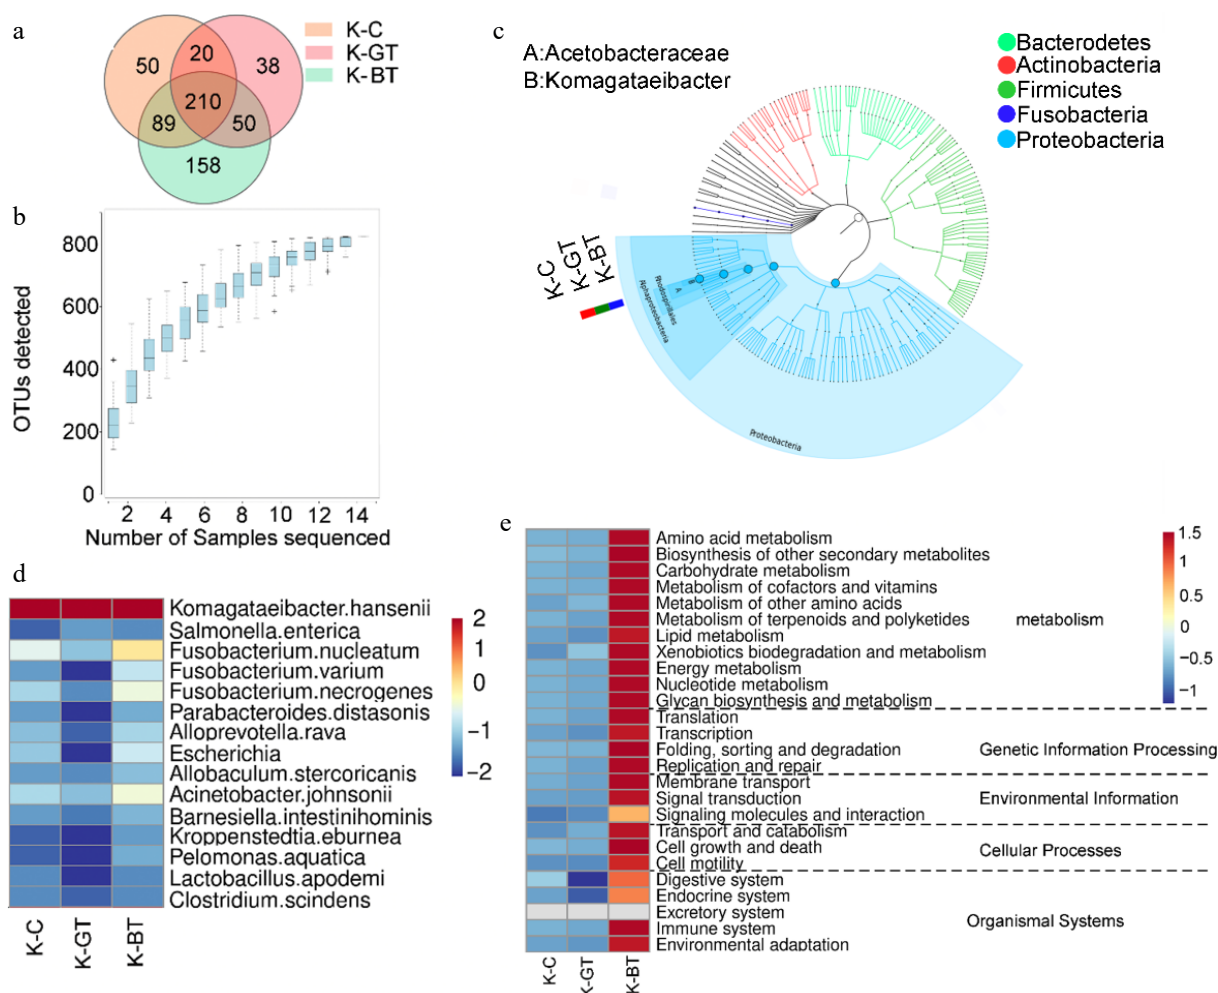 a
K-C
K-GT
K-BT
50
20
38
210
89
50
158
b
OTUs detected
800
600
400
200
0
2 4 6 8 10 12 14
Number of Samples sequenced
c
A:Acetobacteraceae
B:Komagataeibacter
Bacterodetes
Actinobacteria
Firmicutes
Fusobacteria
Proteobacteria
K-C
K-GT
K-BT
B
A
Rhodospirillales
Alphaproteobacteria
Proteobacteria
d
Komagataeibacter.hansenii
Salmonella.enterica
Fusobacterium.nucleatum
Fusobacterium.varium
Fusobacterium.necrogenes
Parabacteroides.distasonis
Alloprevotella.rava
Escherichia
Allobaculum.stercoricanis
Acinetobacter.johnsonii
Barnesiella.intestinihominis
Kroppenstedtia.eburnea
Pelomonas.aquatica
Lactobacillus.apodemi
Clostridium.scindens
K-C
K-GT
K-BT
2
1
0
−1
−2
e
Amino acid metabolism
Biosynthesis of other secondary metabolites
Carbohydrate metabolism
Metabolism of cofactors and vitamins
Metabolism of other amino acids
Metabolism of terpenoids and polyketides
Lipid metabolism
Xenobiotics biodegradation and metabolism
Energy metabolism
Nucleotide metabolism
Glycan biosynthesis and metabolism
Translation
Transcription
Folding, sorting and degradation
Replication and repair
Membrane transport
Signal transduction
Signaling molecules and interaction
Transport and catabolism
Cell growth and death
Cell motility
Digestive system
Endocrine system
Excretory system
Immune system
Environmental adaptation
metabolism
Genetic Information Processing
Environmental Information
Cellular Processes
Organismal Systems
K-C
K-GT
K-BT
1.5
1
0.5
0
−0.5
−1